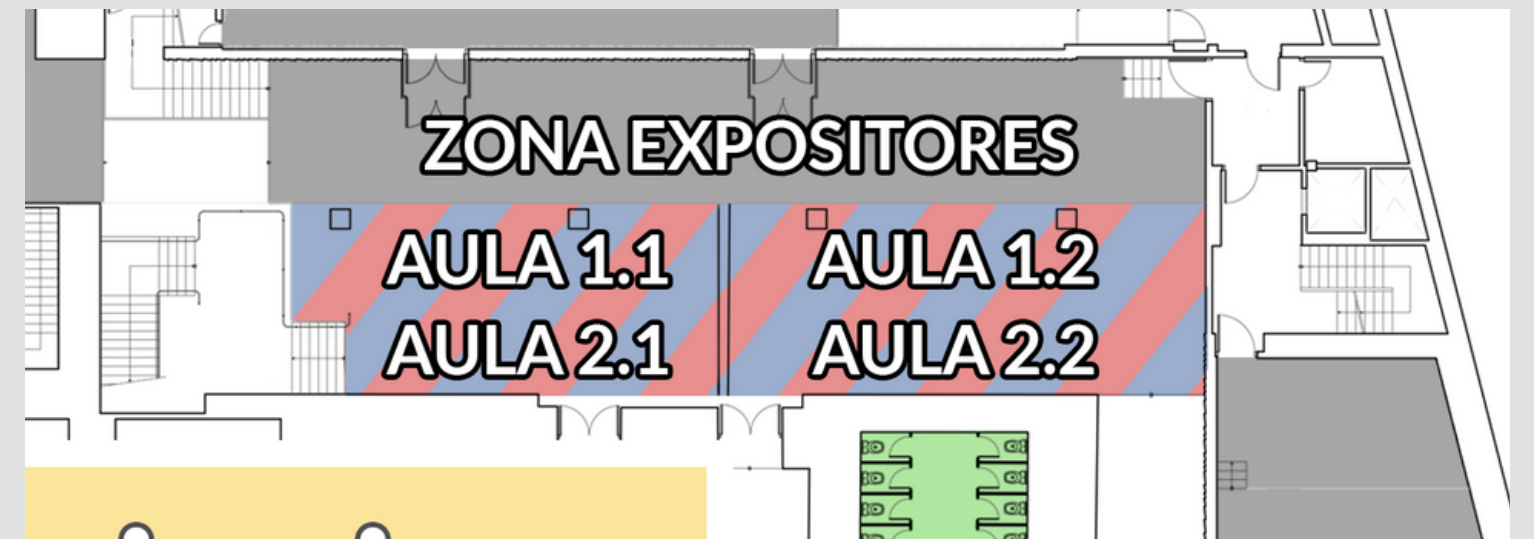 ZONA EXPOSITORES
AULA 1.1
AULA 1.2
AULA 2.1
AULA 2.2